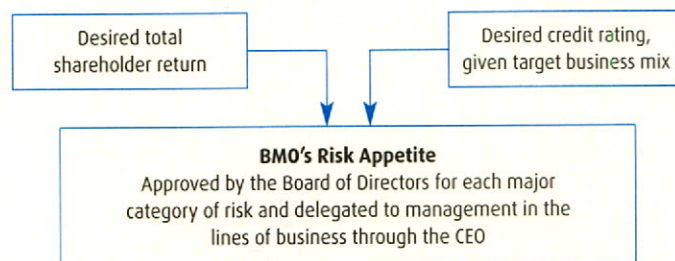 Desired total
shareholder return
Desired credit rating,
given target business mix
BMO's Risk Appetite
Approved by the Board of Directors for each major
category of risk and delegated to management in the
lines of business through the CEO